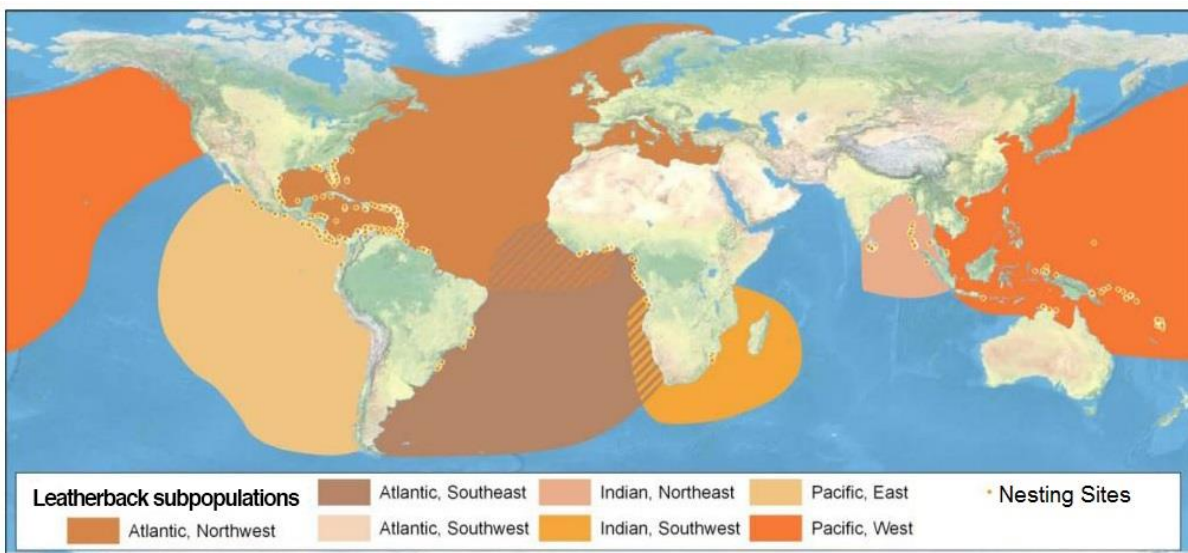 Leatherback subpopulations
Atlantic, Northwest
Atlantic, Southeast
Atlantic, Southwest
Indian, Northeast
Indian, Southwest
Pacific, East
Pacific, West
Nesting Sites